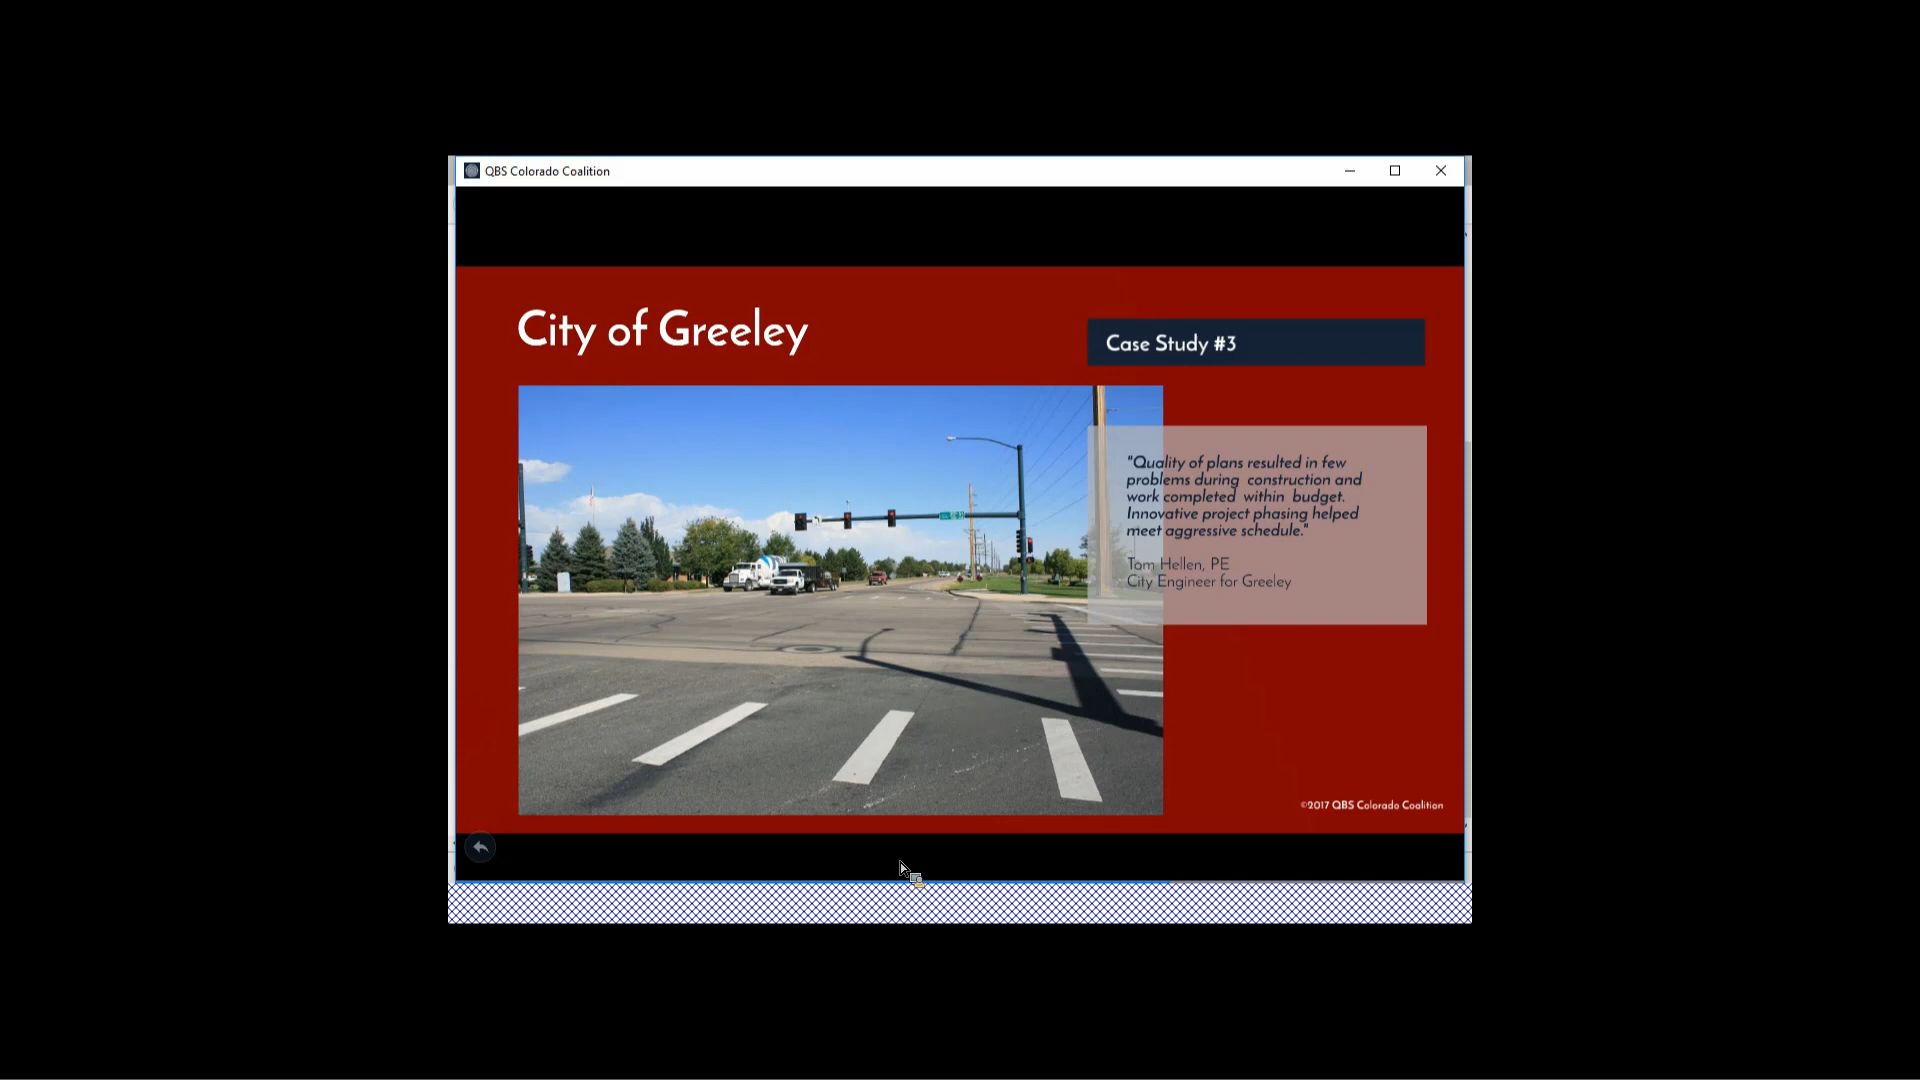 QBS Colorado Coalition
City of Greeley
Case Study #3
"Quality of plans resulted in few
problems during construction and
work completed within budget.
Innovative project phasing helped
meet aggressive schedule."
Tom Hellen, PE
City Engineer for Greeley
©2017 QBS Colorado Coalition